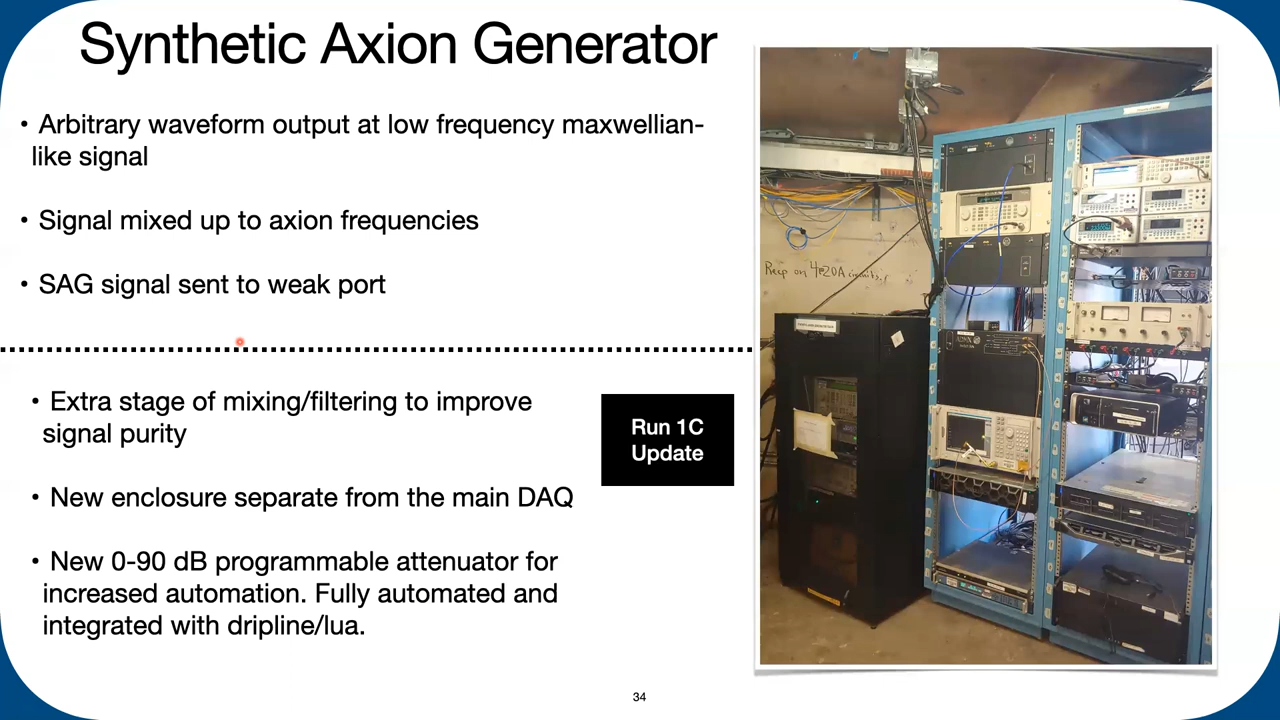 Synthetic Axion Generator
• Arbitrary waveform output at low frequency maxwellian-
like signal
• Signal mixed up to axion frequencies
• SAG signal sent to weak port
• Extra stage of mixing/filtering to improve
signal purity
Run 1C
Update
• New enclosure separate from the main DAQ
• New 0-90 dB programmable attenuator for
increased automation. Fully automated and
integrated with dripline/lua.
34